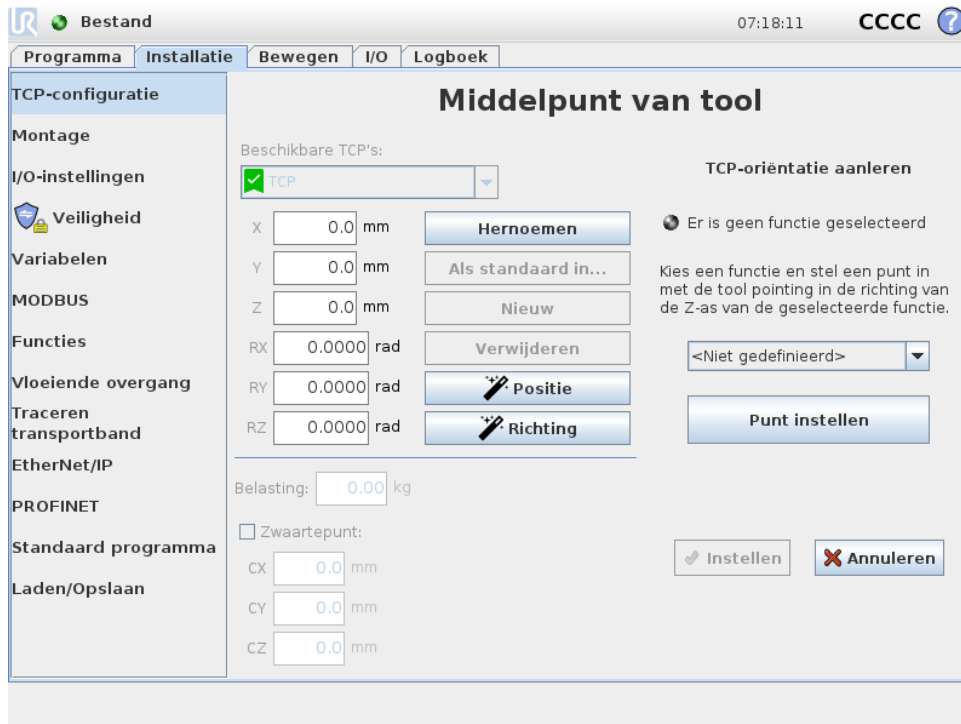 UR Bestand 07:18:11 CCCC ?
Programma Installatie Bewegen I/O Logboek
TCP-configuratie
Montage
I/O-instellingen
Veiligheid
Variabelen
MODBUS
Functies
Vloeiende overgang
Traceren
transportband
EtherNet/IP
PROFINET
Standaard programma
Laden/Opslaan
Middelpunt van tool
Beschikbare TCP's:
TCP
X 0.0 mm Hernoemen
Y 0.0 mm Als standaard in...
Z 0.0 mm Nieuw
RX 0.0000 rad Verwijderen
RY 0.0000 rad Positie
RZ 0.0000 rad Richting
Belasting: 0.00 kg
Zwaartepunt:
CX 0.0 mm
CY 0.0 mm
CZ 0.0 mm
TCP-oriëntatie aanleren
Er is geen functie geselecteerd
Kies een functie en stel een punt in
met de tool pointing in de richting van
de Z-as van de geselecteerde functie.
<Niet gedefinieerd>
Punt instellen
Instellen Annuleren